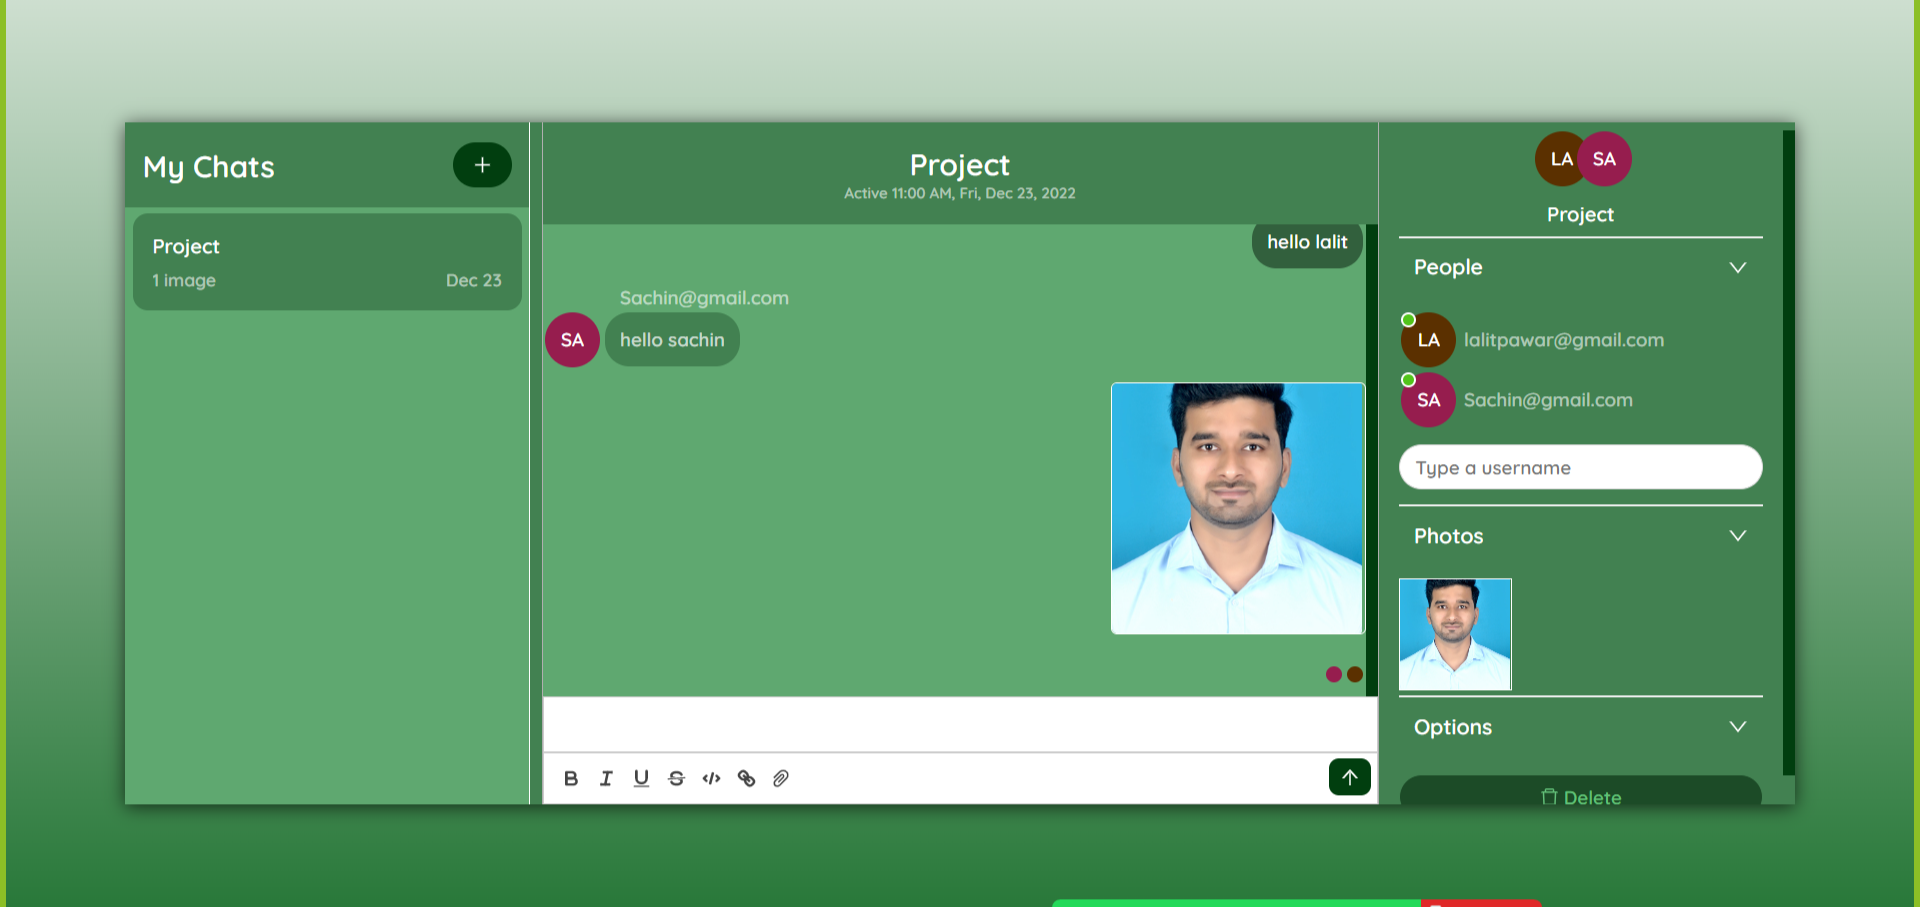 My Chats
+
Project
1 image
Dec 23
Project
Active 11:00 AM, Fri, Dec 23, 2022
hello lalit
Sachin@gmail.com
SA
hello sachin
B I U S </>
LA SA
Project
People
LA
lalitpawar@gmail.com
SA
Sachin@gmail.com
Type a username
Photos
Options
Delete